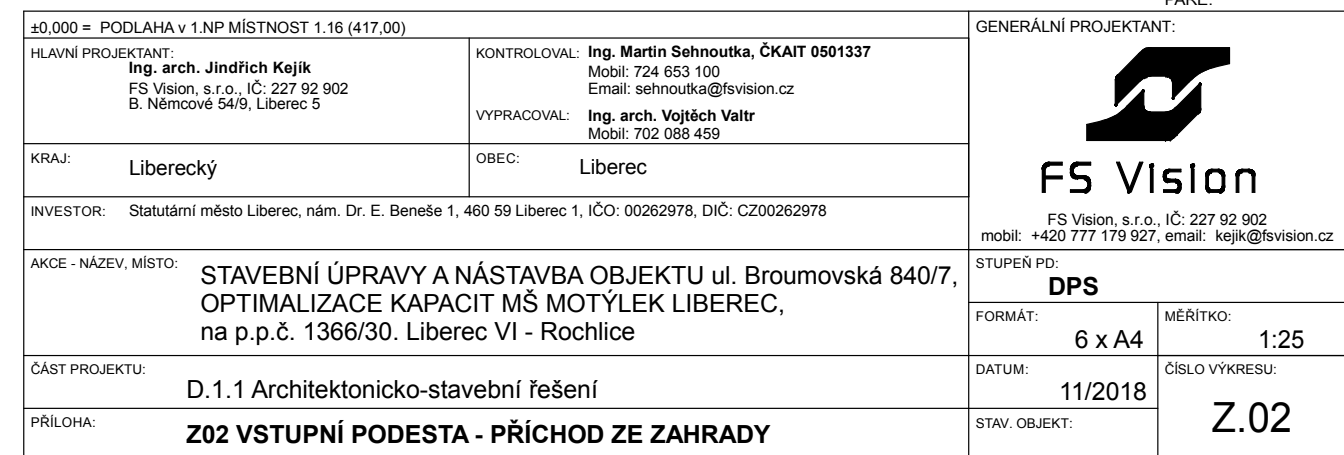 PARÉ:
±0,000 = PODLAHA v 1.NP MÍSTNOST 1.16 (417,00)
HLAVNÍ PROJEKTANT:
Ing. arch. Jindřich Kejík
FS Vision, s.r.o., IČ: 227 92 902
B. Němcové 54/9, Liberec 5
KONTROLOVAL: Ing. Martin Sehnoutka, ČKAIT 0501337
Mobil: 724 653 100
Email: sehnoutka@fsvision.cz
VYPRACOVAL: Ing. arch. Vojtěch Valtr
Mobil: 702 088 459
KRAJ: Liberecký
OBEC: Liberec
INVESTOR: Statutární město Liberec, nám. Dr. E. Beneše 1, 460 59 Liberec 1, IČO: 00262978, DIČ: CZ00262978
GENERÁLNÍ PROJEKTANT:
FS Vision
FS Vision, s.r.o., IČ: 227 92 902
mobil: +420 777 179 927, email: kejik@fsvision.cz
AKCE - NÁZEV, MÍSTO: STAVEBNÍ ÚPRAVY A NÁSTAVBA OBJEKTU ul. Broumovská 840/7,
OPTIMALIZACE KAPACIT MŠ MOTÝLEK LIBEREC,
na p.p.č. 1366/30. Liberec VI - Rochlice
STUPEŇ PD:
DPS
FORMÁT:
6 x A4
MĚŘÍTKO:
1:25
ČÁST PROJEKTU:
D.1.1 Architektonicko-stavební řešení
DATUM:
11/2018
ČÍSLO VÝKRESU:
Z.02
PŘÍLOHA: Z02 VSTUPNÍ PODESTA - PŘÍCHOD ZE ZAHRADY
STAV. OBJEKT: